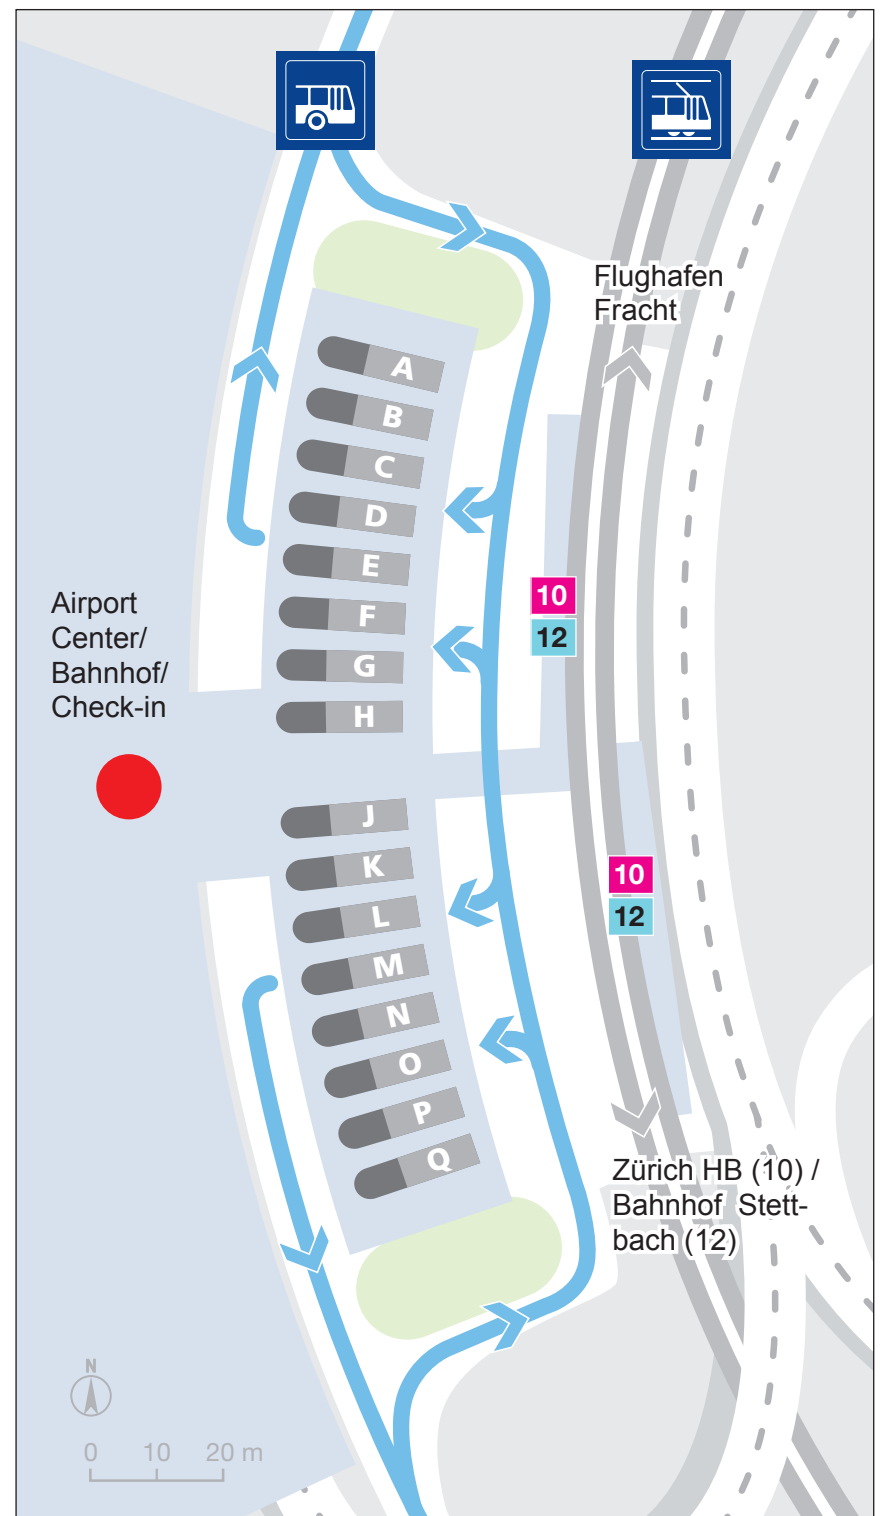 Flughafen
Fracht
A
B
C
D
E
F
G
H
10
12
Airport
Center/
Bahnhof/
Check-in
J
K
L
M
N
O
P
Q
10
12
Zürich HB (10) /
Bahnhof Stett-
bach (12)
N
0 10 20 m